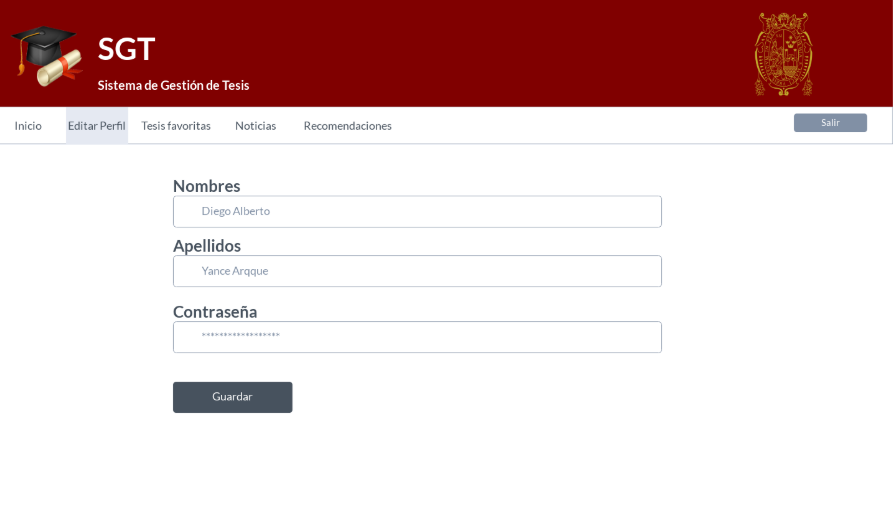 SGT
Sistema de Gestión de Tesis
Inicio
Editar Perfil
Tesis favoritas
Noticias
Recomendaciones
Salir
Nombres
Diego Alberto
Apellidos
Yance Arqque
Contraseña
******************
Guardar